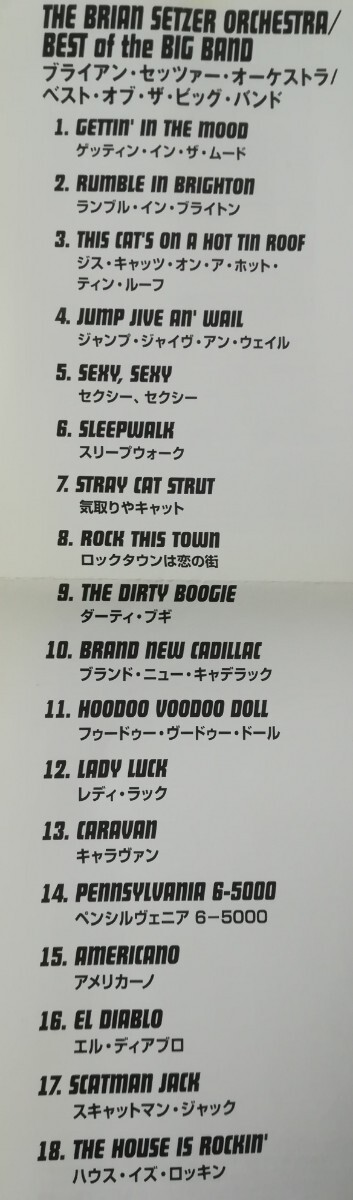 THE BRIAN SETZER ORCHESTRA/
BEST of the BIG BAND
ブライアン・セッツァー・オーケストラ/
ベスト・オブ・ザ・ビッグ・バンド
1. GETTIN' IN THE MOOD
ゲッティン・イン・ザ・ムード
2. RUMBLE IN BRIGHTON
ランブル・イン・ブライトン
3. THIS CAT'S ON A HOT TIN ROOF
ジス・キャッツ・オン・ア・ホット・
ティン・ルーフ
4. JUMP JIVE AN' WAIL
ジャンプ・ジャイヴ・アン・ウェイル
5. SEXY, SEXY
セクシー、セクシー
6. SLEEPWALK
スリープウォーク
7. STRAY CAT STRUT
気取りやキャット
8. ROCK THIS TOWN
ロックタウンは恋の街
9. THE DIRTY BOOGIE
ダーティ・ブギ
10. BRAND NEW CADILLAC
ブランド・ニュー・キャデラック
11. HOODOO VOODOO DOLL
フゥードゥー・ヴードゥー・ドール
12. LADY LUCK
レディ・ラック
13. CARAVAN
キャラヴァン
14. PENNSYLVANIA 6-5000
ペンシルヴェニア 6-5000
15. AMERICANO
アメリカーノ
16. EL DIABLO
エル・ディアブロ
17. SCATMAN JACK
スキャットマン・ジャック
18. THE HOUSE IS ROCKIN'
ハウス・イズ・ロッキン